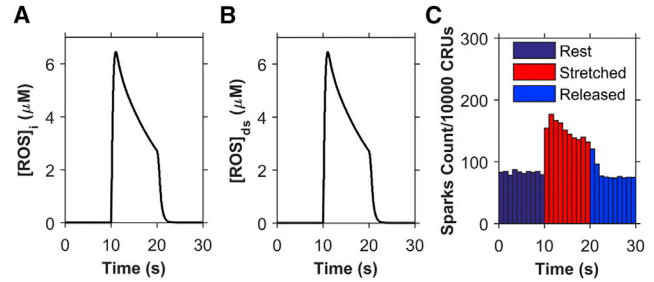 A
[ROS]i (μM)
6
4
2
0
0 10 20 30
Time (s)
B
[ROS]ds (μM)
6
4
2
0
0 10 20 30
Time (s)
C
Sparks Count/10000 CRUs
300
200
100
0
Rest
Stretched
Released
0 10 20 30
Time (s)